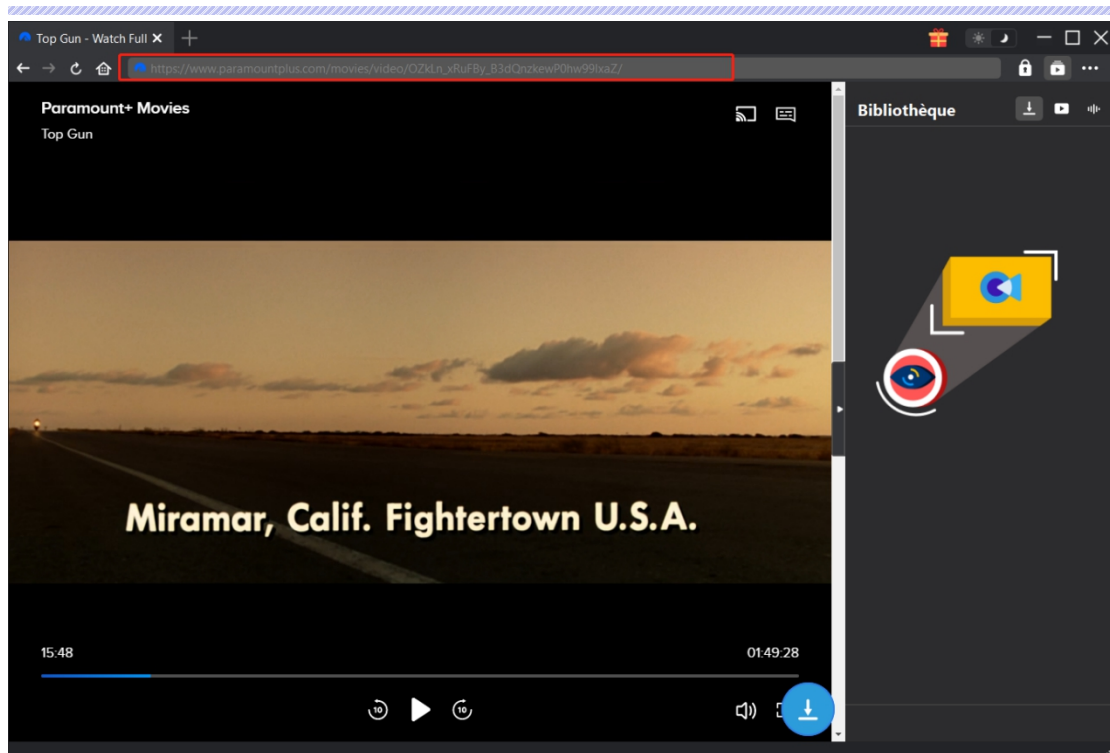 Top Gun - Watch Full
https://www.paramountplus.com/movies/video/OZkLn_xRuFBy_B3dQnzkewP0hw99IxaZ/
Paramount+ Movies
Top Gun
Bibliothèque
Miramar, Calif. Fightertown U.S.A.
15:48
01:49:28
10
10